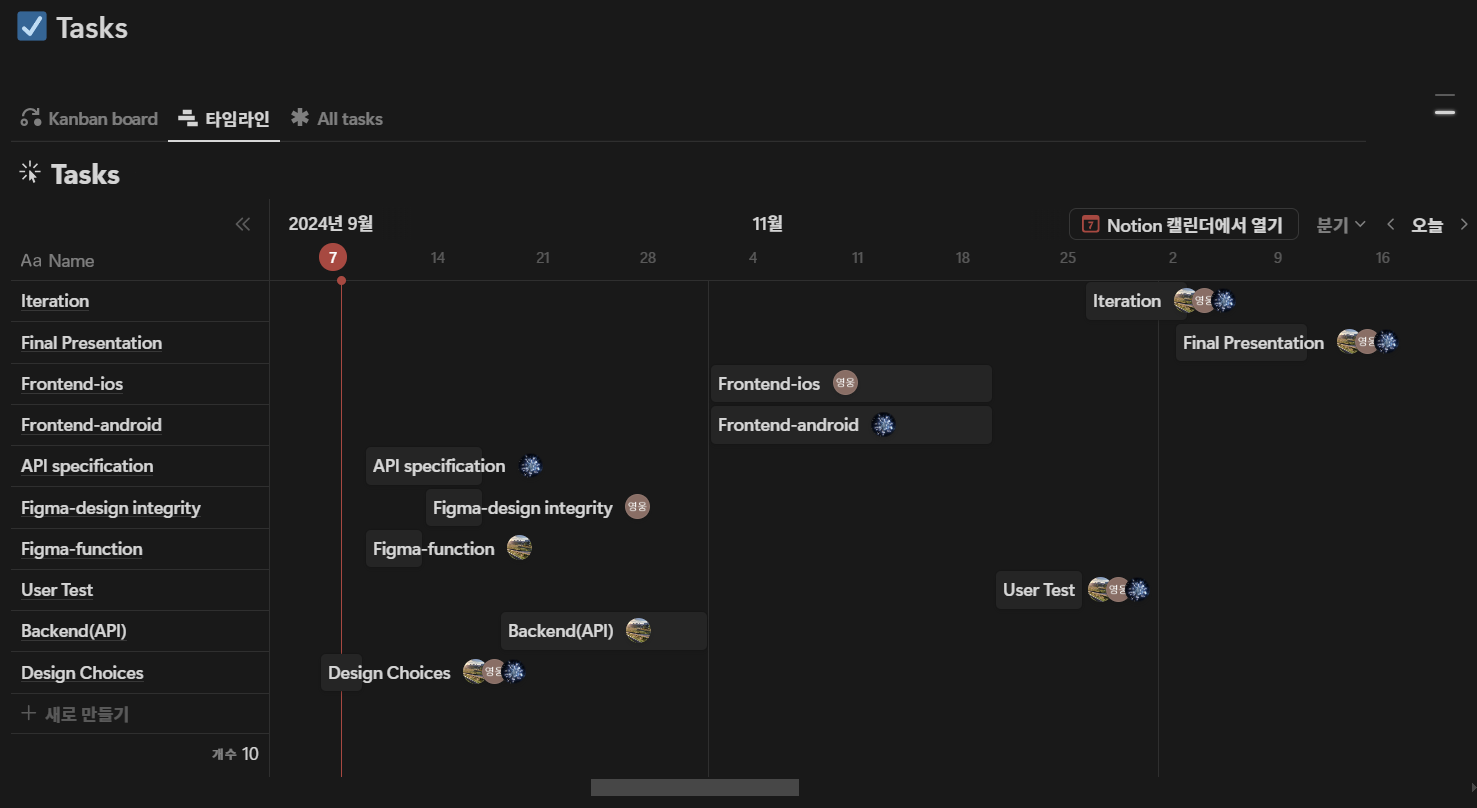 Tasks
Kanban board 타임라인 All tasks
Tasks
2024년 9월 11월 7 Notion 캘린더에서 열기 분기 오늘
Aa Name 7 14 21 28 4 11 18 25 2 9 16
Iteration Iteration 영웅
Final Presentation Final Presentation 영웅
Frontend-ios Frontend-ios 영웅
Frontend-android Frontend-android
API specification API specification
Figma-design integrity Figma-design integrity 영웅
Figma-function Figma-function
User Test User Test 영웅
Backend(API) Backend(API)
Design Choices Design Choices 영웅
+ 새로 만들기
개수 10